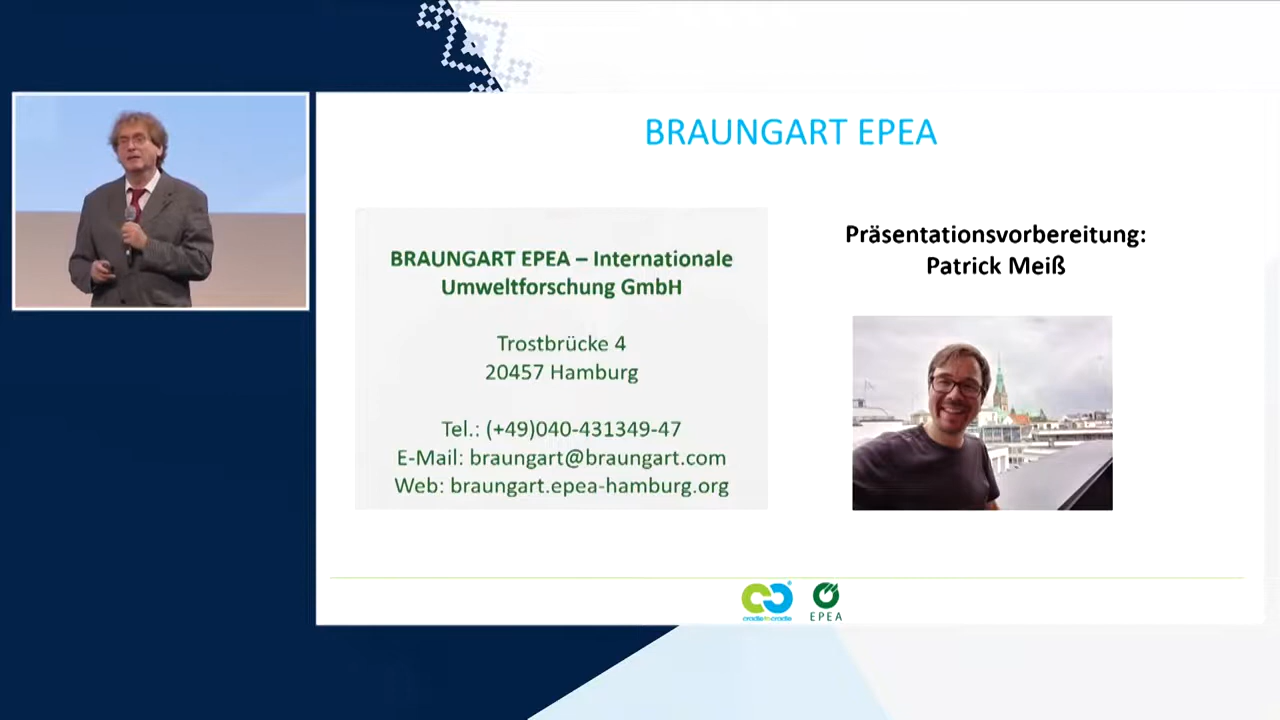 BRAUNGART EPEA
BRAUNGART EPEA – Internationale
Umweltforschung GmbH
Trostbrücke 4
20457 Hamburg
Tel.: (+49)040-431349-47
E-Mail: braungart@braungart.com
Web: braungart.epea-hamburg.org
Präsentationsvorbereitung:
Patrick Meiß
cradletocradle
EPEA